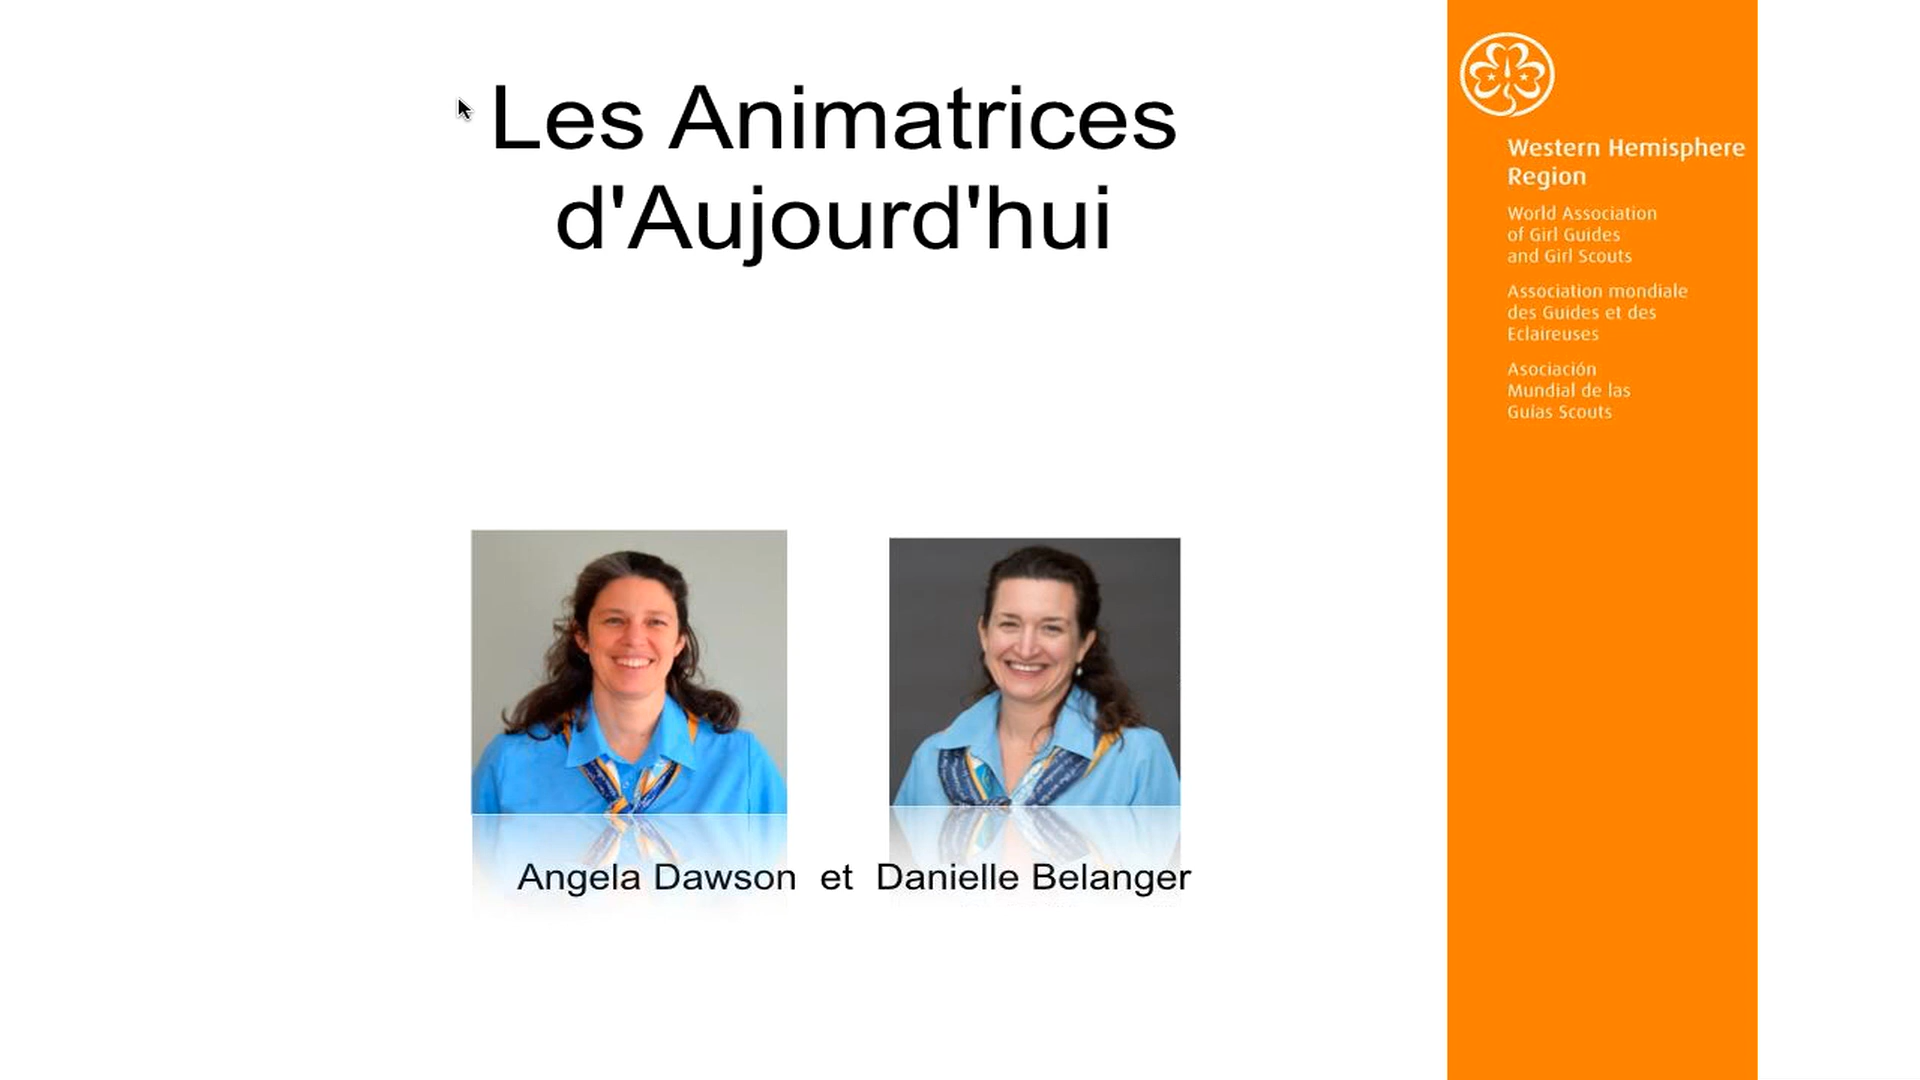 Les Animatrices
d'Aujourd'hui
Angela Dawson et Danielle Belanger
Western Hemisphere
Region
World Association
of Girl Guides
and Girl Scouts
Association mondiale
des Guides et des
Eclaireuses
Asociación
Mundial de las
Guías Scouts